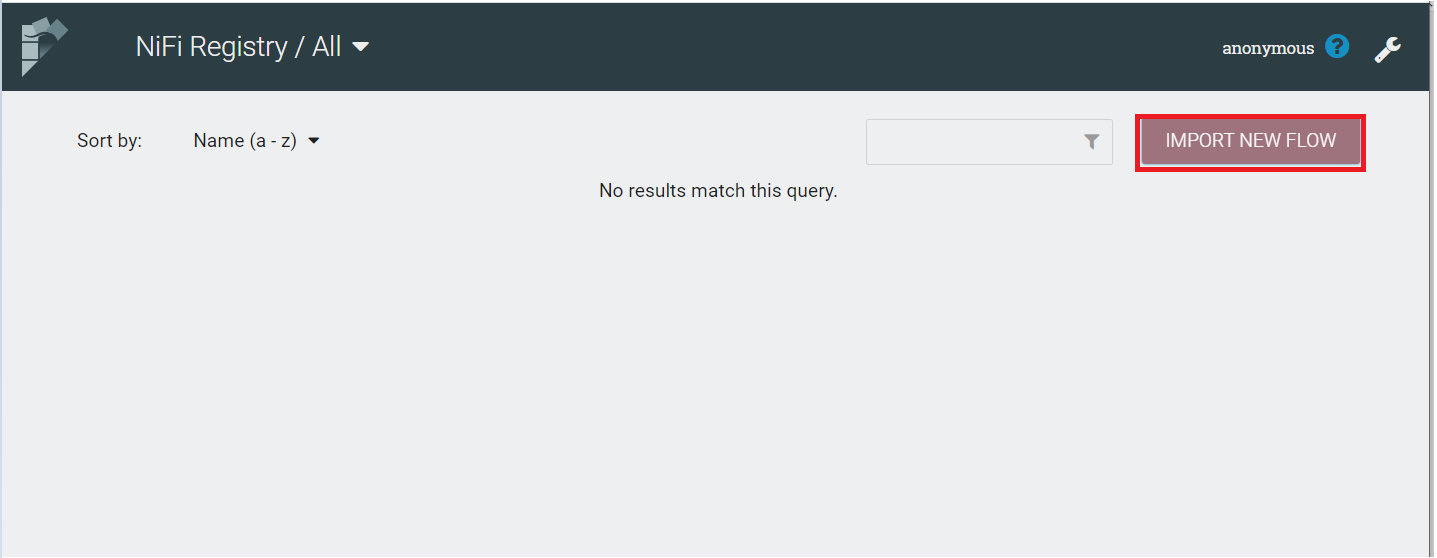 NiFi Registry / All
anonymous
Sort by: Name (a - z)
IMPORT NEW FLOW
No results match this query.